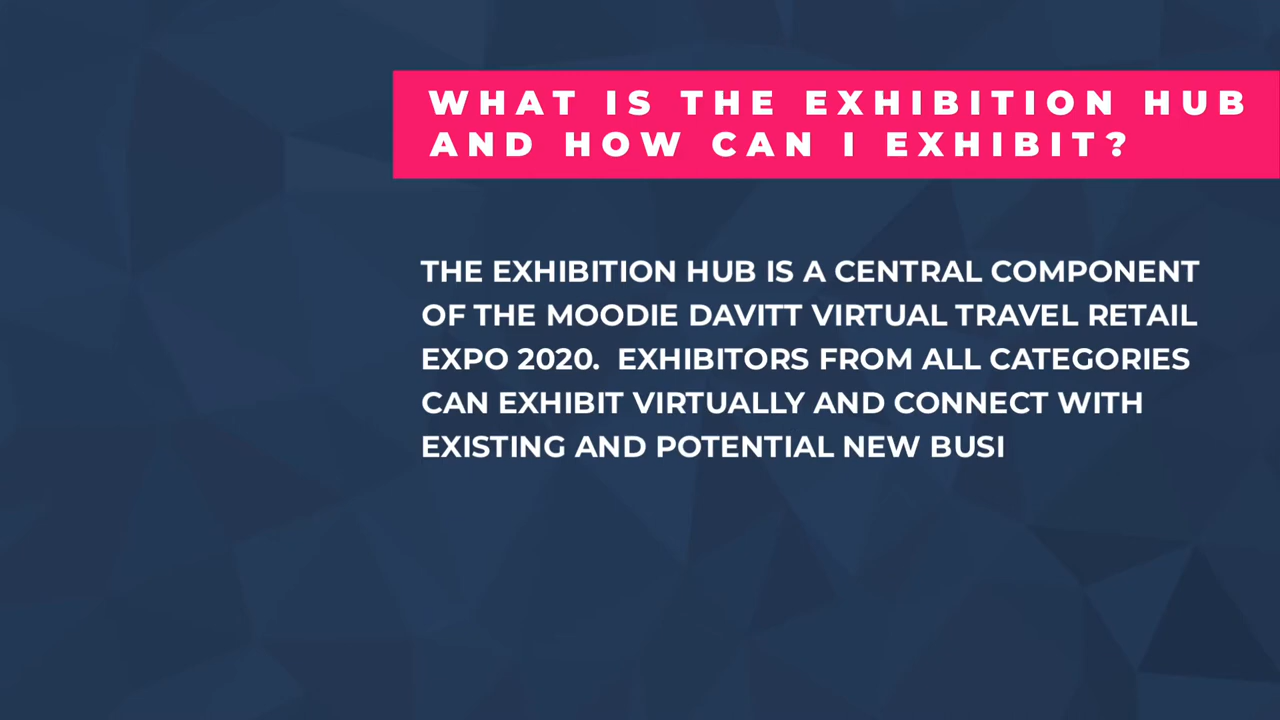 WHAT IS THE EXHIBITION HUB
AND HOW CAN I EXHIBIT?
THE EXHIBITION HUB IS A CENTRAL COMPONENT
OF THE MOODIE DAVITT VIRTUAL TRAVEL RETAIL
EXPO 2020.  EXHIBITORS FROM ALL CATEGORIES
CAN EXHIBIT VIRTUALLY AND CONNECT WITH
EXISTING AND POTENTIAL NEW BUSI